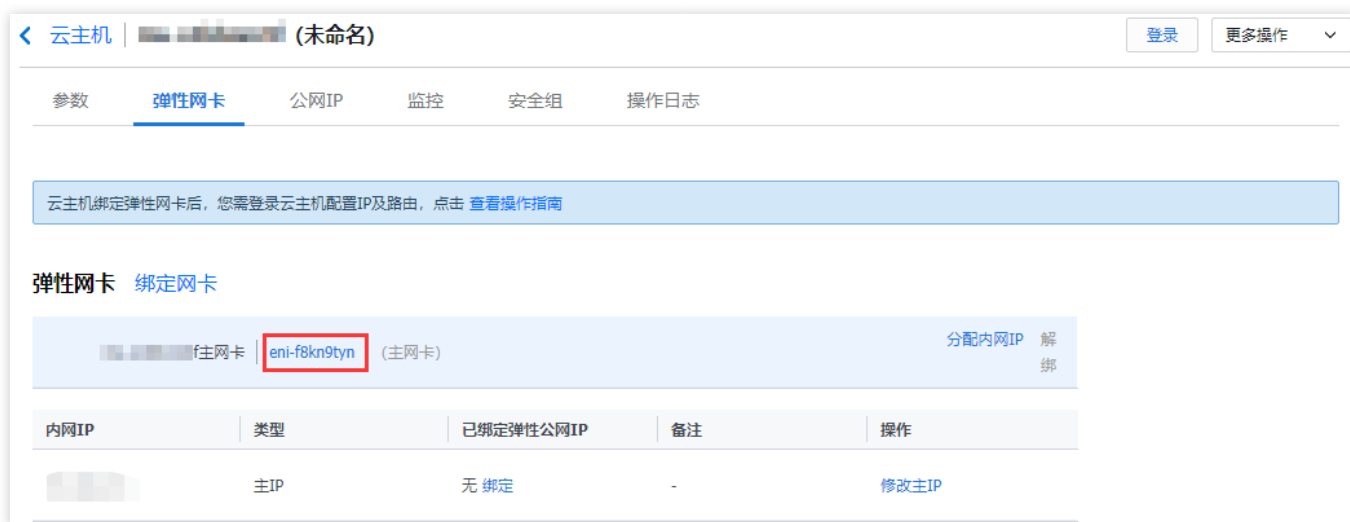 云主机 (未命名) 登录 更多操作
参数 弹性网卡 公网IP 监控 安全组 操作日志
云主机绑定弹性网卡后，您需登录云主机配置IP及路由，点击 查看操作指南
弹性网卡 绑定网卡
f主网卡 eni-f8kn9tyn (主网卡) 分配内网IP 解
绑
内网IP 类型 已绑定弹性公网IP 备注 操作
主IP 无 绑定 - 修改主IP